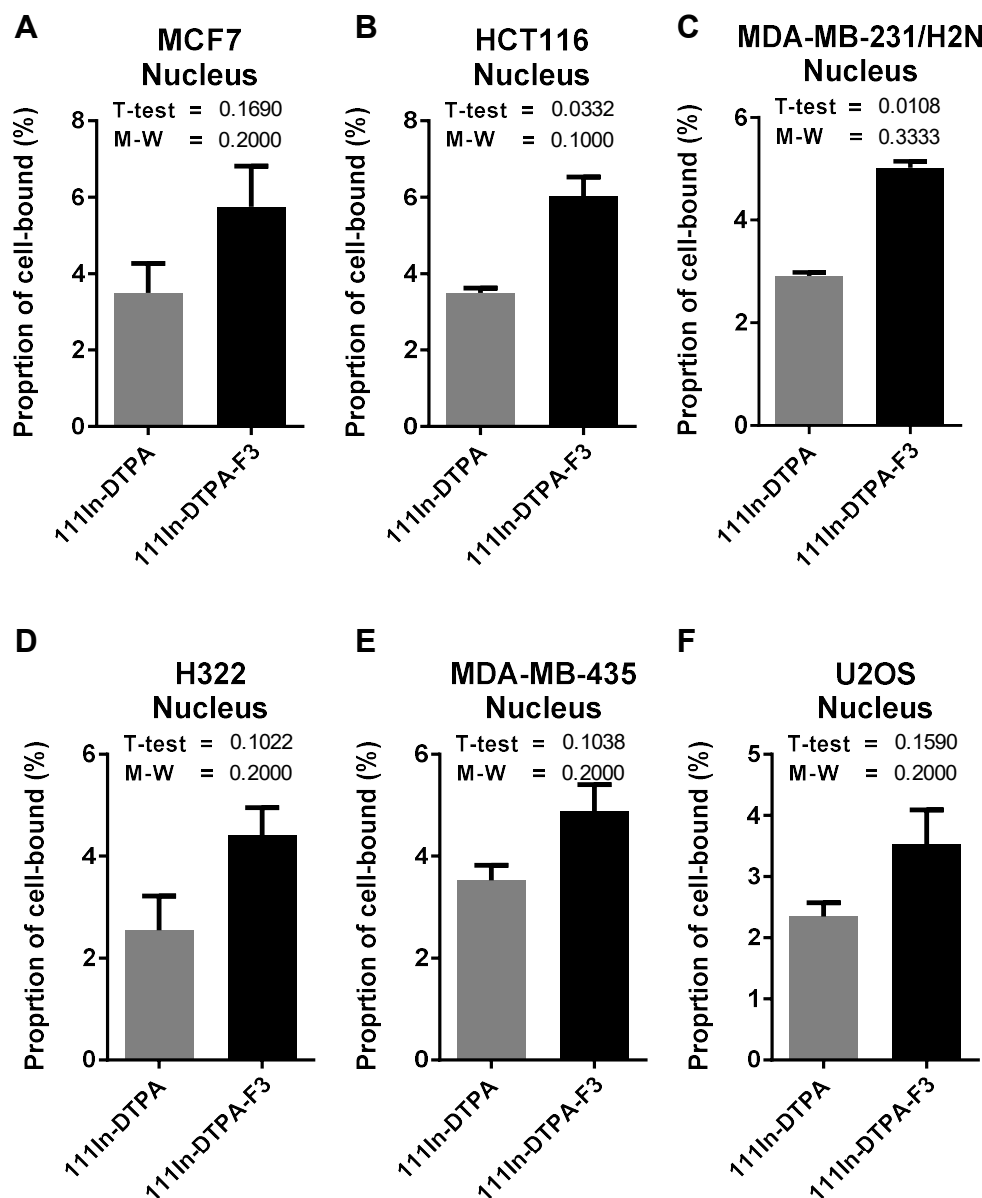 A
MCF7
Nucleus
T-test = 0.1690
M-W = 0.2000
Proprtion of cell-bound (%)
8
6
4
2
0
111In-DTPA
111In-DTPA-F3
B
HCT116
Nucleus
T-test = 0.0332
M-W = 0.1000
Proprtion of cell-bound (%)
8
6
4
2
0
111In-DTPA
111In-DTPA-F3
C
MDA-MB-231/H2N
Nucleus
T-test = 0.0108
M-W = 0.3333
Proprtion of cell-bound (%)
6
4
2
0
111In-DTPA
111In-DTPA-F3
D
H322
Nucleus
T-test = 0.1022
M-W = 0.2000
Proprtion of cell-bound (%)
6
4
2
0
111In-DTPA
111In-DTPA-F3
E
MDA-MB-435
Nucleus
T-test = 0.1038
M-W = 0.2000
Proprtion of cell-bound (%)
6
4
2
0
111In-DTPA
111In-DTPA-F3
F
U2OS
Nucleus
T-test = 0.1590
M-W = 0.2000
Proprtion of cell-bound (%)
5
4
3
2
1
0
111In-DTPA
111In-DTPA-F3